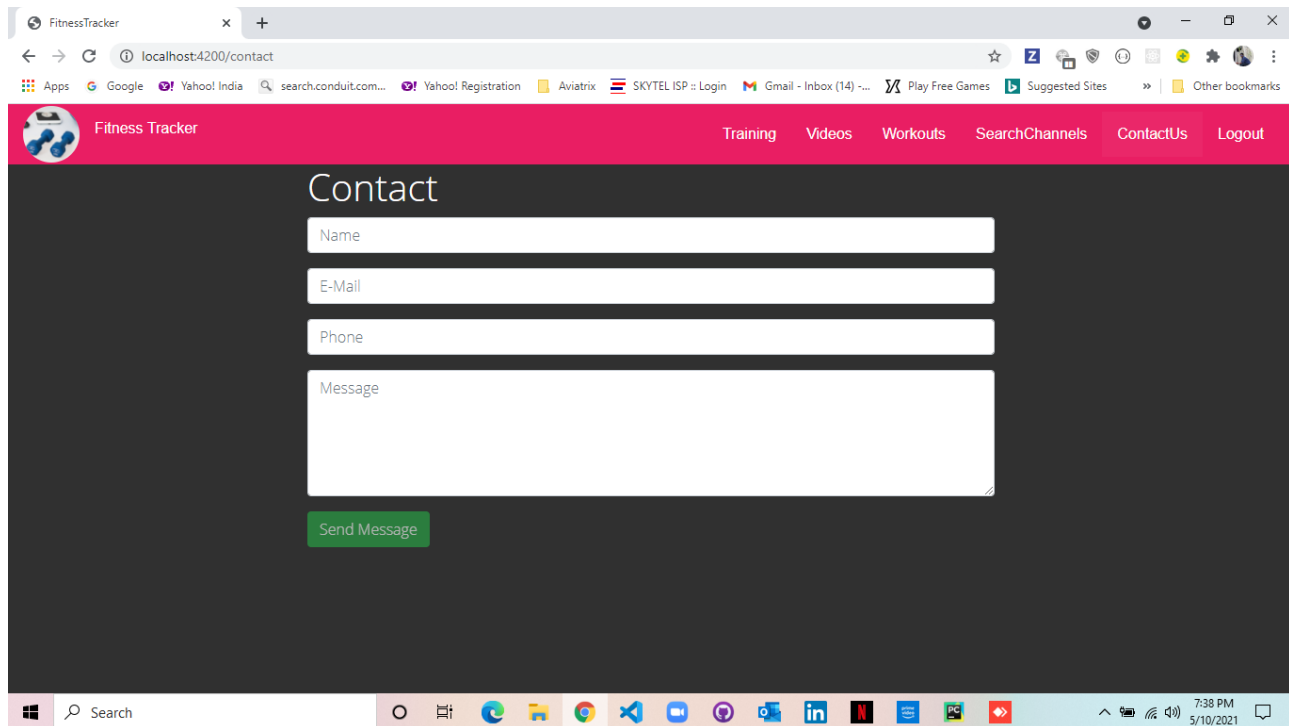 FitnessTracker
localhost:4200/contact
Apps Google Yahoo! India search.conduit.com... Yahoo! Registration Aviatrix SKYTEL ISP :: Login Gmail - Inbox (14) -... Play Free Games Suggested Sites » Other bookmarks
Fitness Tracker Training Videos Workouts SearchChannels ContactUs Logout
Contact
Name
E-Mail
Phone
Message
Send Message
Search
7:38 PM
5/10/2021